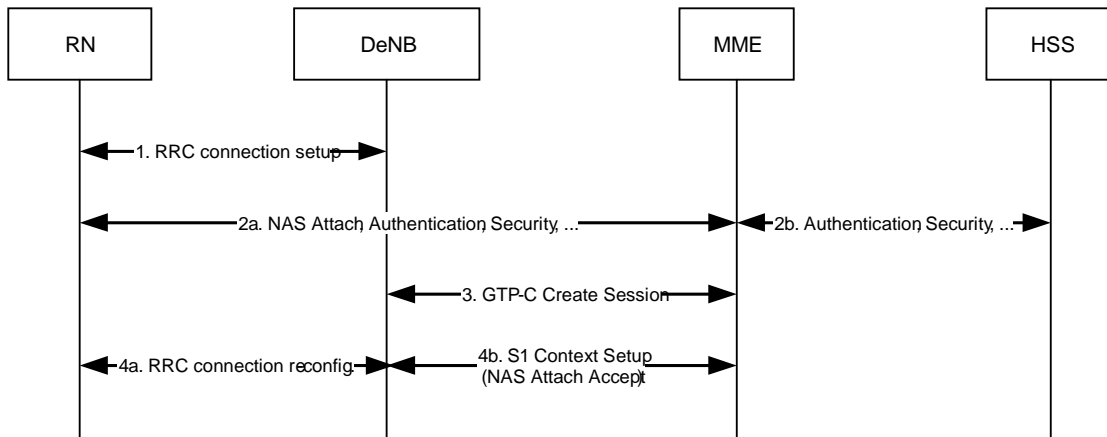 RN
DeNB
MME
HSS
1. RRC connection setup
2a. NAS Attach, Authentication, Security, ...
2b. Authentication, Security, ...
3. GTP-C Create Session
4a. RRC connection reconfig.
4b. S1 Context Setup
(NAS Attach Accept)